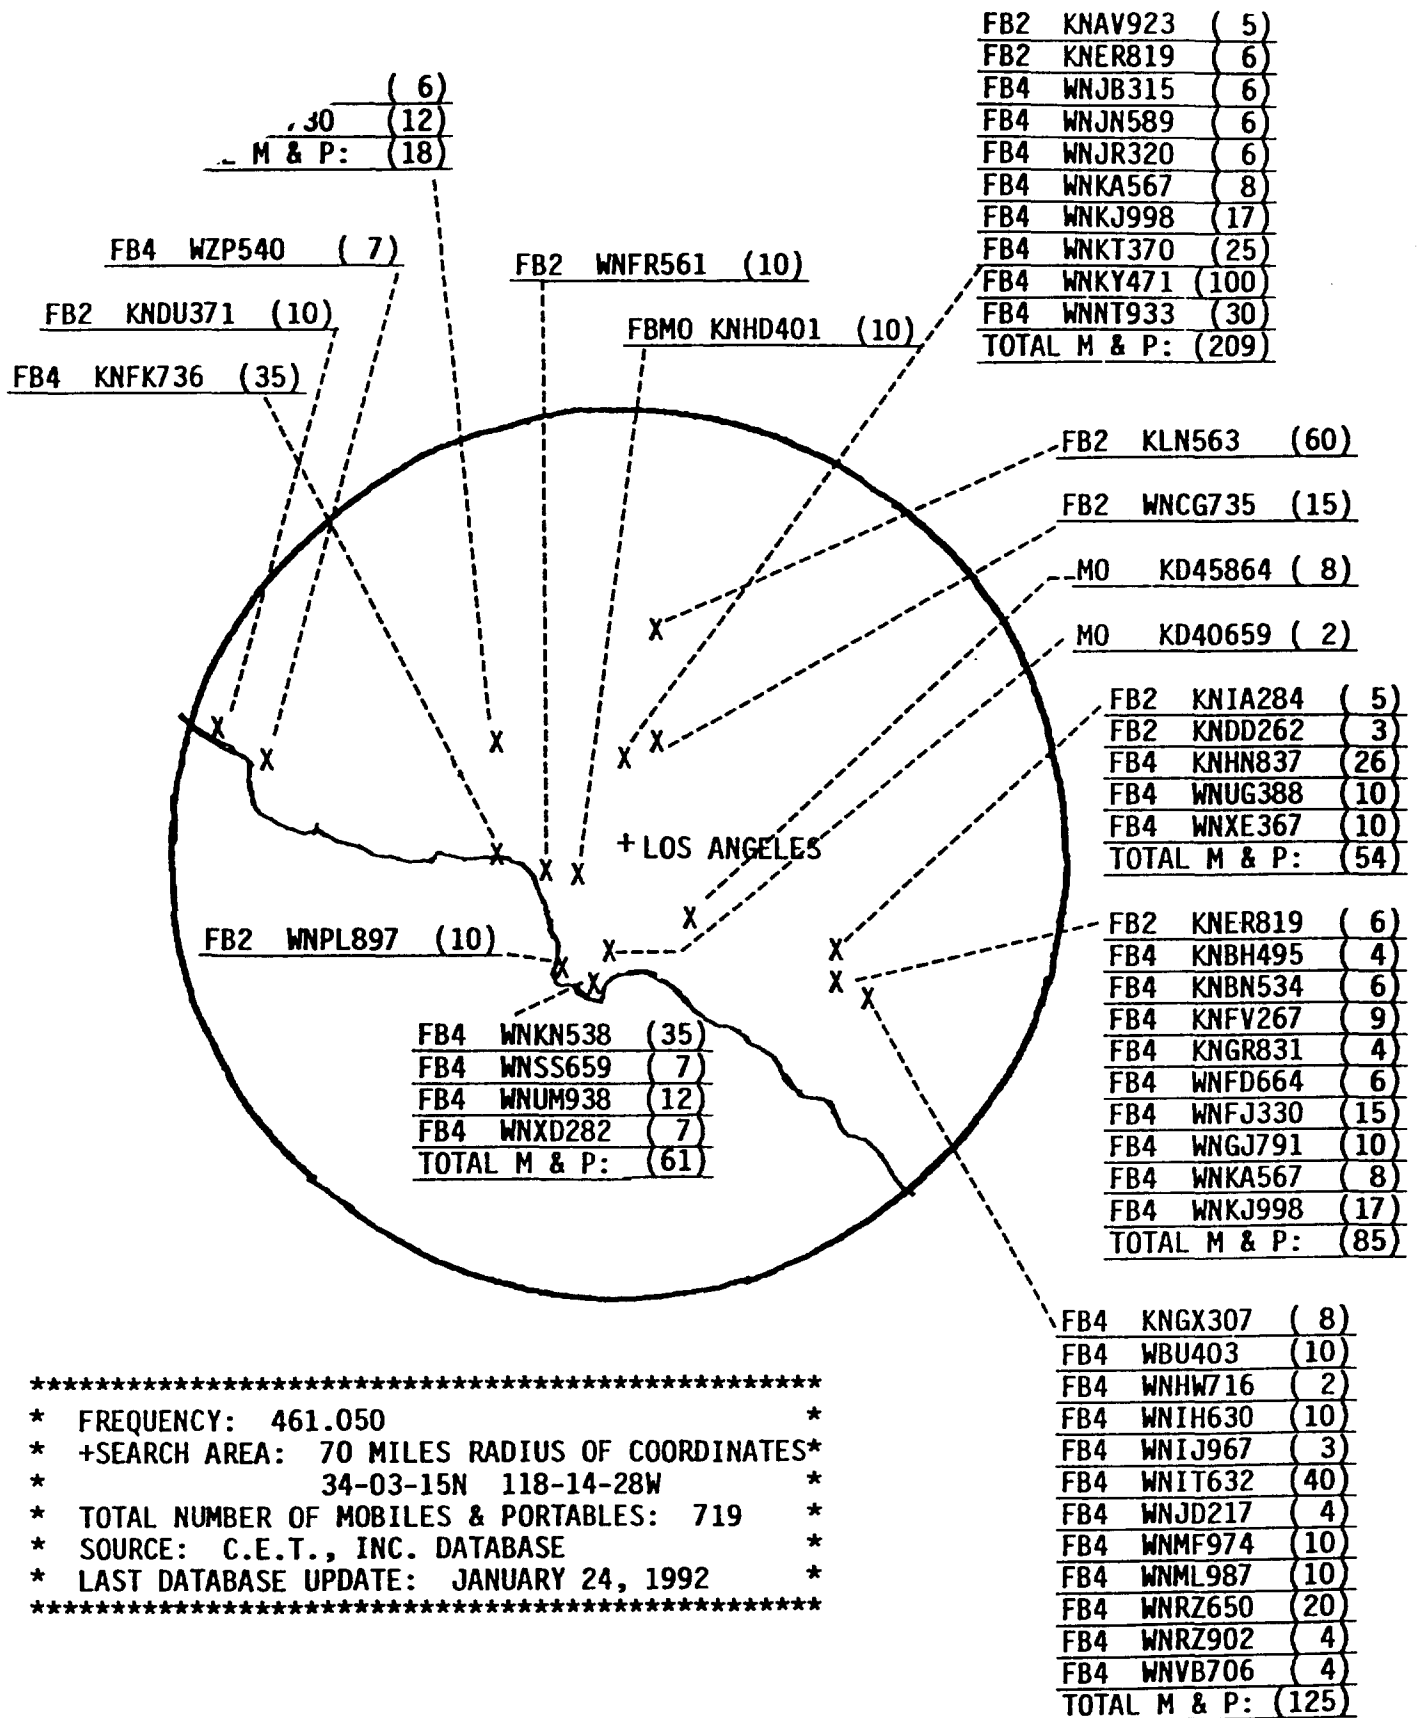 ( 6)
(12)
M & P: (18)
FB4 WZP540 ( 7)
FB2 KNDU371 (10)
FB4 KNFK736 (35)
FB2 WNFR561 (10)
FBMO KNHD401 (10)
FB2 KNAV923 ( 5)
FB2 KNER819 ( 6)
FB4 WNJB315 ( 6)
FB4 WNJN589 ( 6)
FB4 WNJR320 ( 6)
FB4 WNKA567 ( 8)
FB4 WNKJ998 (17)
FB4 WNKT370 (25)
FB4 WNKY471 (100)
FB4 WNNT933 (30)
TOTAL M & P: (209)
FB2 KLN563 (60)
FB2 WNCG735 (15)
MO KD45864 ( 8)
MO KD40659 ( 2)
FB2 KNIA284 ( 5)
FB2 KNDD262 ( 3)
FB4 KNHN837 (26)
FB4 WNUG388 (10)
FB4 WNXE367 (10)
TOTAL M & P: (54)
FB2 KNER819 ( 6)
FB4 KNBH495 ( 4)
FB4 KNBN534 ( 6)
FB4 KNFV267 ( 9)
FB4 KNGR831 ( 4)
FB4 WNFD664 ( 6)
FB4 WNFJ330 (15)
FB4 WNGJ791 (10)
FB4 WNKA567 ( 8)
FB4 WNKJ998 (17)
TOTAL M & P: (85)
X
X
X
X
X
X
X
X
X
X
+ LOS ANGELES
X
X
X
X
X
X
X
FB2 WNPL897 (10)
FB4 WNKN538 (35)
FB4 WNSS659 ( 7)
FB4 WNUM938 (12)
FB4 WNXD282 ( 7)
TOTAL M & P: (61)
FB4 KNGX307 ( 8)
FB4 WBU403 (10)
FB4 WNHW716 ( 2)
FB4 WNIH630 (10)
FB4 WNIJ967 ( 3)
FB4 WNIT632 (40)
FB4 WNJD217 ( 4)
FB4 WNMF974 (10)
FB4 WNML987 (10)
FB4 WNRZ650 (20)
FB4 WNRZ902 ( 4)
FB4 WNVB706 ( 4)
TOTAL M & P: (125)
**************************************************
* FREQUENCY: 461.050 *
* +SEARCH AREA: 70 MILES RADIUS OF COORDINATES*
* 34-03-15N 118-14-28W *
* TOTAL NUMBER OF MOBILES & PORTABLES: 719 *
* SOURCE: C.E.T., INC. DATABASE *
* LAST DATABASE UPDATE: JANUARY 24, 1992 *
**************************************************